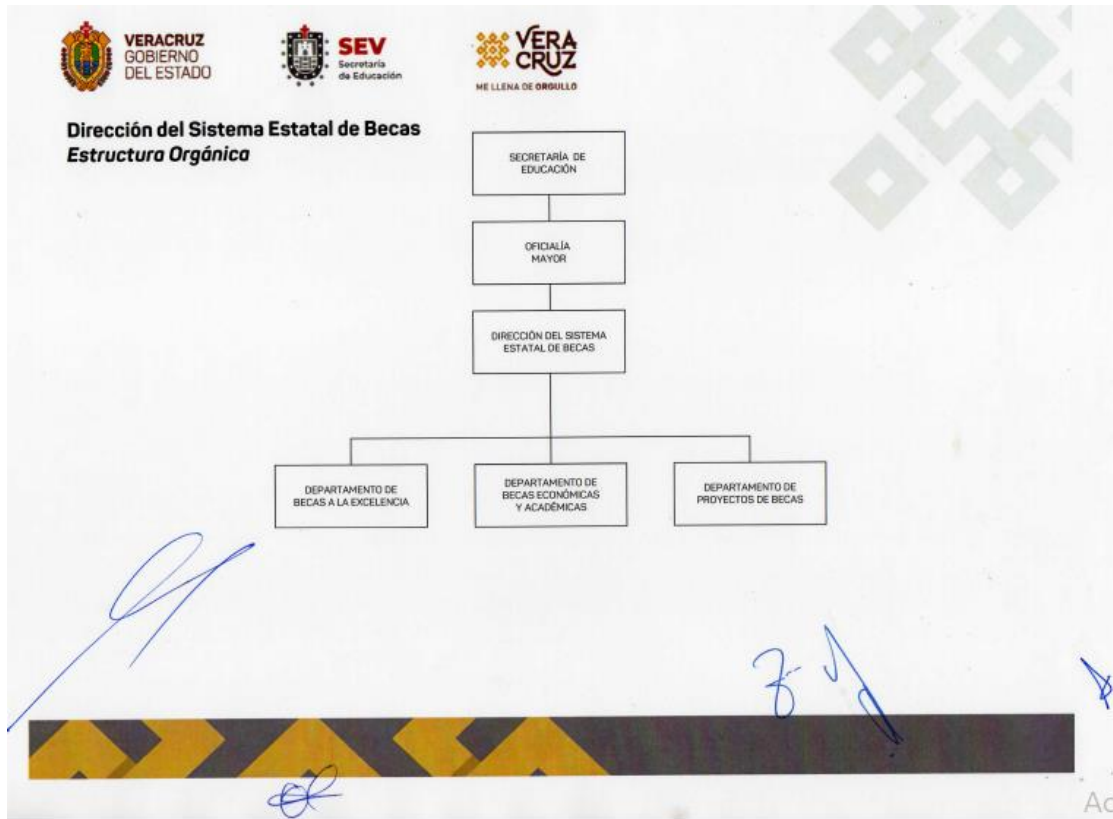 VERACRUZ
GOBIERNO
DEL ESTADO
SEV
Secretaría
de Educación
VERA
CRUZ
ME LLENA DE ORGULLO
Dirección del Sistema Estatal de Becas
Estructura Orgánica
SECRETARÍA DE
EDUCACIÓN
OFICIALÍA
MAYOR
DIRECCIÓN DEL SISTEMA
ESTATAL DE BECAS
DEPARTAMENTO DE
BECAS A LA EXCELENCIA
DEPARTAMENTO DE
BECAS ECONÓMICAS
Y ACADÉMICAS
DEPARTAMENTO DE
PROYECTOS DE BECAS